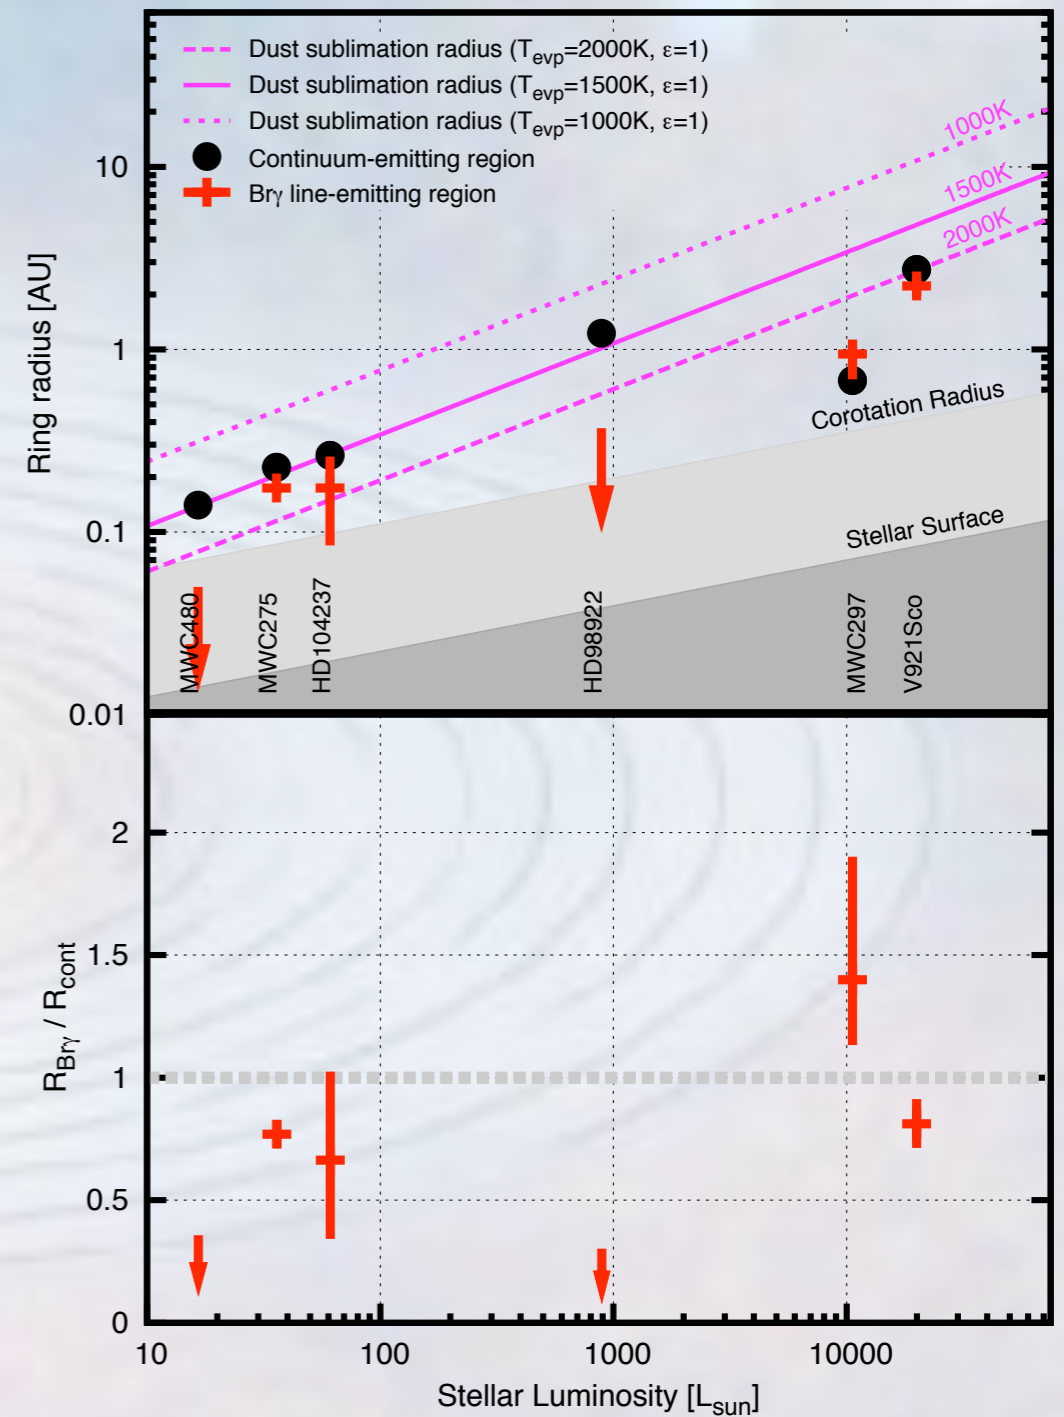 Dust sublimation radius (Tevp=2000K, ε=1)
Dust sublimation radius (Tevp=1500K, ε=1)
Dust sublimation radius (Tevp=1000K, ε=1)
Continuum-emitting region
Brγ line-emitting region
1000K
1500K
2000K
10
1
0.1
0.01
Ring radius [AU]
Corotation Radius
Stellar Surface
MWC480
MWC275
HD104237
HD98922
MWC297
V921Sco
2
1.5
1
0.5
0
RBrγ / Rcont
10
100
1000
10000
Stellar Luminosity [Lsun]